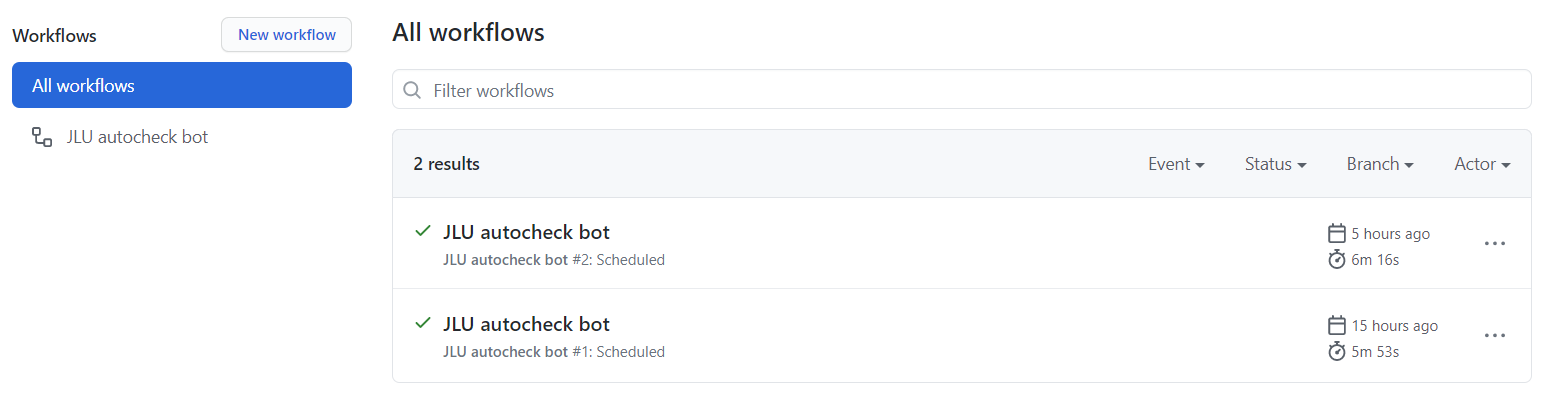 Workflows
New workflow
All workflows
JLU autocheck bot
All workflows
Filter workflows
2 results Event Status Branch Actor
JLU autocheck bot
JLU autocheck bot #2: Scheduled
5 hours ago
6m 16s
JLU autocheck bot
JLU autocheck bot #1: Scheduled
15 hours ago
5m 53s